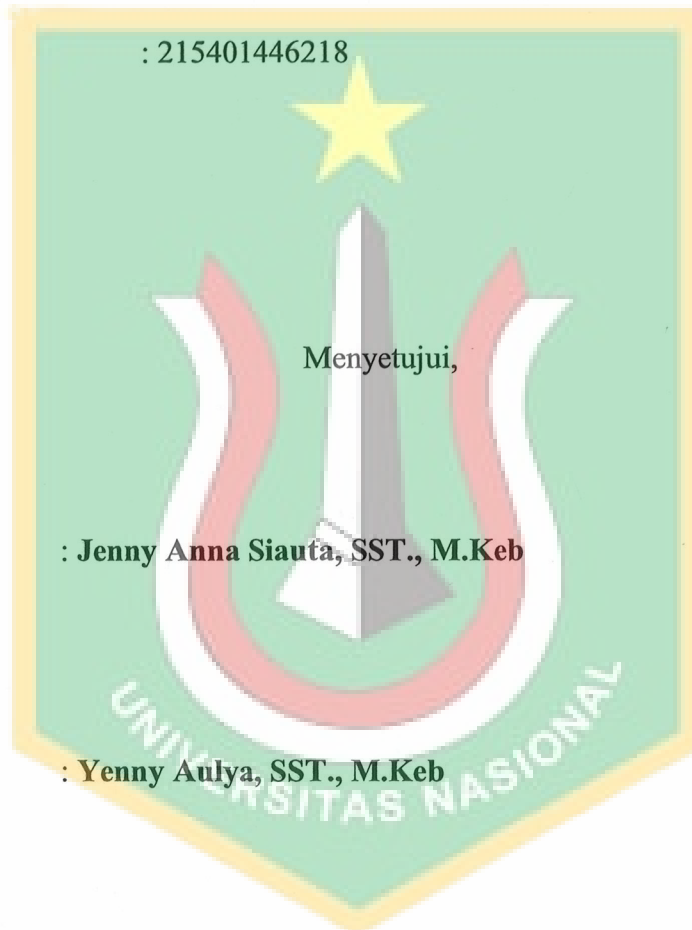 : 215401446218
Menyetujui,
: Jenny Anna Siauta, SST., M.Keb
: Yenny Aulya, SST., M.Keb
UNIVERSITAS NASIONAL